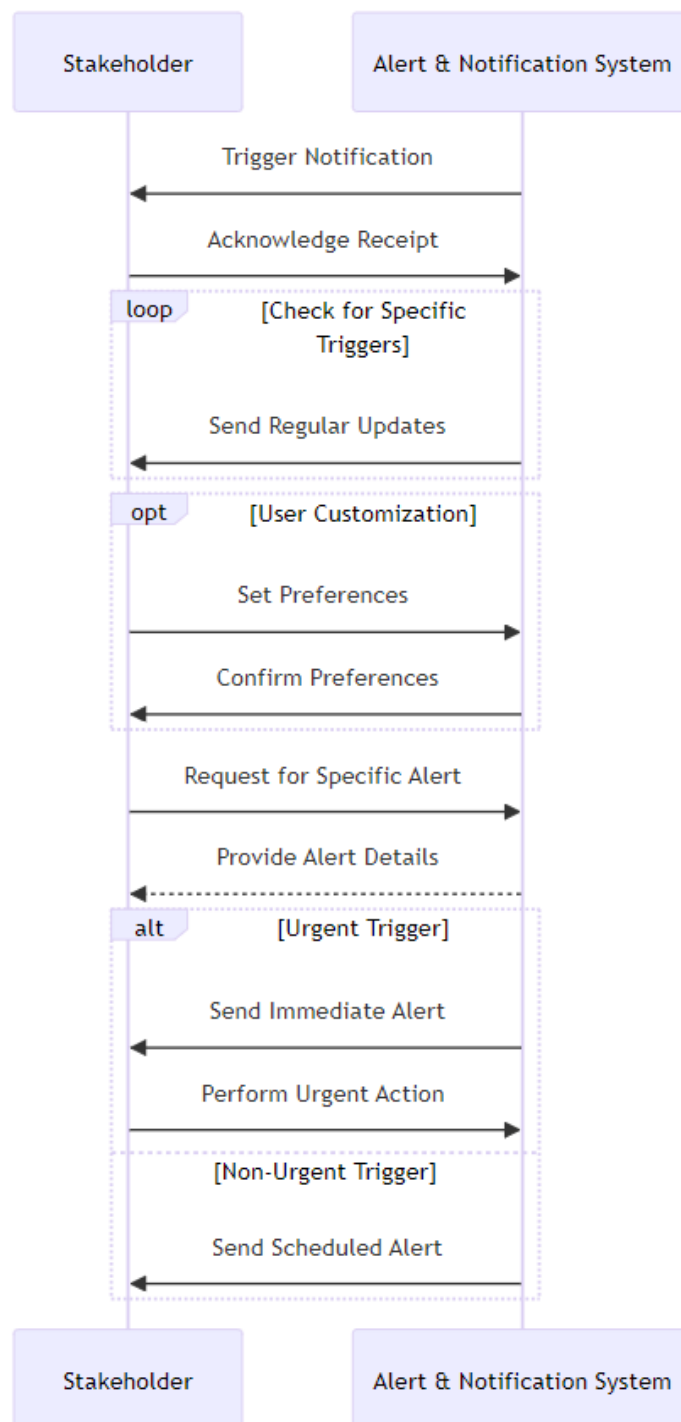 Stakeholder
Alert & Notification System
Trigger Notification
Acknowledge Receipt
loop
[Check for Specific
Triggers]
Send Regular Updates
opt
[User Customization]
Set Preferences
Confirm Preferences
Request for Specific Alert
Provide Alert Details
alt
[Urgent Trigger]
Send Immediate Alert
Perform Urgent Action
[Non-Urgent Trigger]
Send Scheduled Alert
Stakeholder
Alert & Notification System